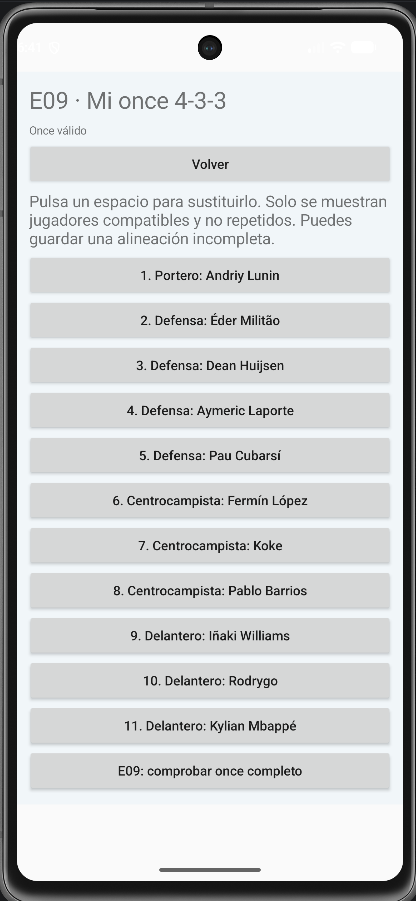 E09 · Mi once 4-3-3
Once válido
Volver
Pulsa un espacio para sustituirlo. Solo se muestran
jugadores compatibles y no repetidos. Puedes
guardar una alineación incompleta.
1. Portero: Andriy Lunin
2. Defensa: Éder Militão
3. Defensa: Dean Huijsen
4. Defensa: Aymeric Laporte
5. Defensa: Pau Cubarsí
6. Centrocampista: Fermín López
7. Centrocampista: Koke
8. Centrocampista: Pablo Barrios
9. Delantero: Iñaki Williams
10. Delantero: Rodrygo
11. Delantero: Kylian Mbappé
E09: comprobar once completo